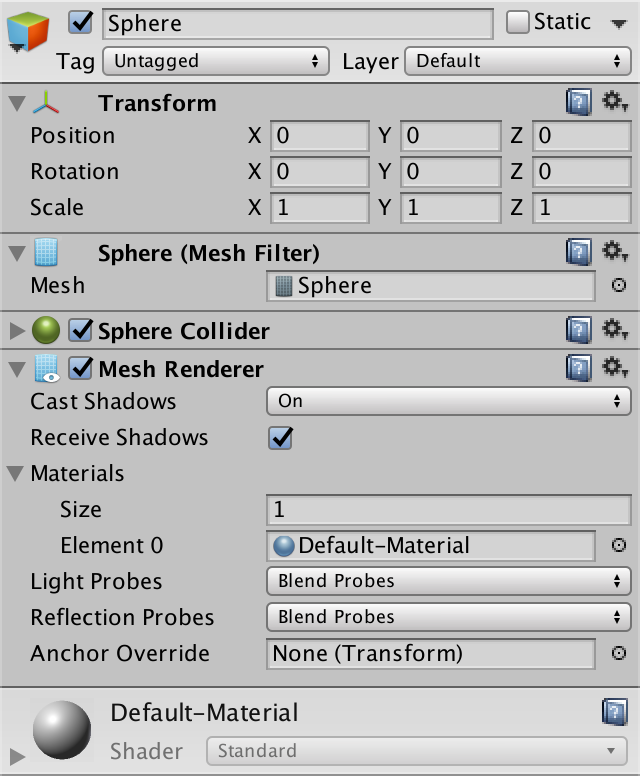 Sphere Static
Tag Untagged Layer Default
Transform
Position X 0 Y 0 Z 0
Rotation X 0 Y 0 Z 0
Scale X 1 Y 1 Z 1
Sphere (Mesh Filter)
Mesh Sphere
Sphere Collider
Mesh Renderer
Cast Shadows On
Receive Shadows
Materials
Size 1
Element 0 Default-Material
Light Probes Blend Probes
Reflection Probes Blend Probes
Anchor Override None (Transform)
Default-Material
Shader Standard